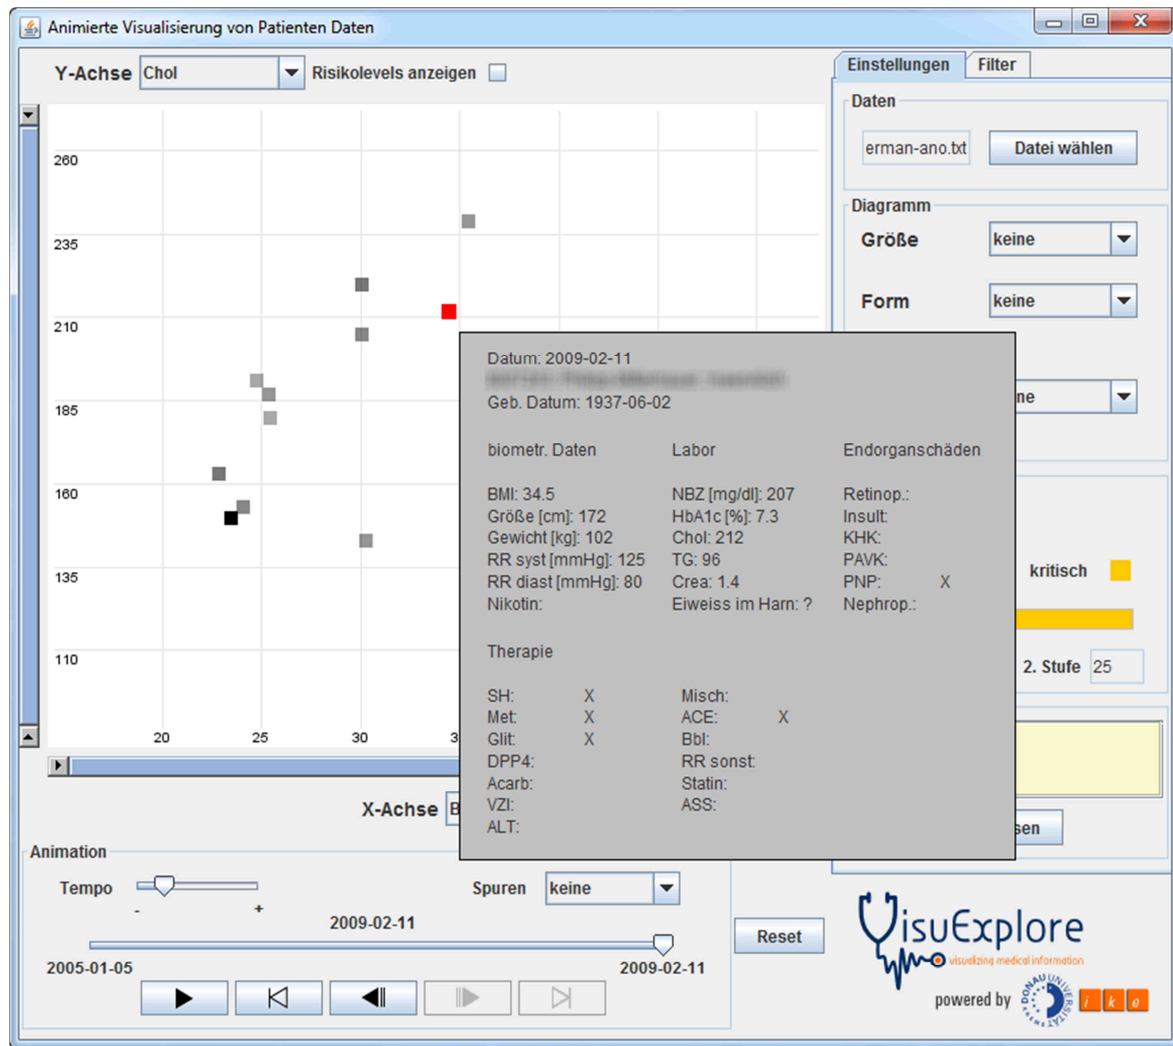 Animierte Visualisierung von Patienten Daten
Y-Achse Chol Risikolevels anzeigen
Einstellungen Filter
Daten
erman-ano.txt Datei wählen
Diagramm
Größe keine
Form keine
ne
260
235
210
185
160
135
110
20 25 30 3
X-Achse B
Datum: 2009-02-11
Geb. Datum: 1937-06-02
biometr. Daten Labor Endorganschäden
BMI: 34.5 NBZ [mg/dl]: 207 Retinop.:
Größe [cm]: 172 HbA1c [%]: 7.3 Insult:
Gewicht [kg]: 102 Chol: 212 KHK:
RR syst [mmHg]: 125 TG: 96 PAVK:
RR diast [mmHg]: 80 Crea: 1.4 PNP: X
Nikotin: Eiweiss im Harn: ? Nephrop.:
Therapie
SH: X Misch:
Met: X ACE: X
Glit: X Bbl:
DPP4: RR sonst:
Acarb: Statin:
VZI: ASS:
ALT:
kritisch
2. Stufe 25
sen
Animation
Tempo - + Spuren keine
2009-02-11
2005-01-05 2009-02-11
Reset
VisuExplore
visualizing medical information
powered by DONAU UNIVERSITÄT KREMS ike